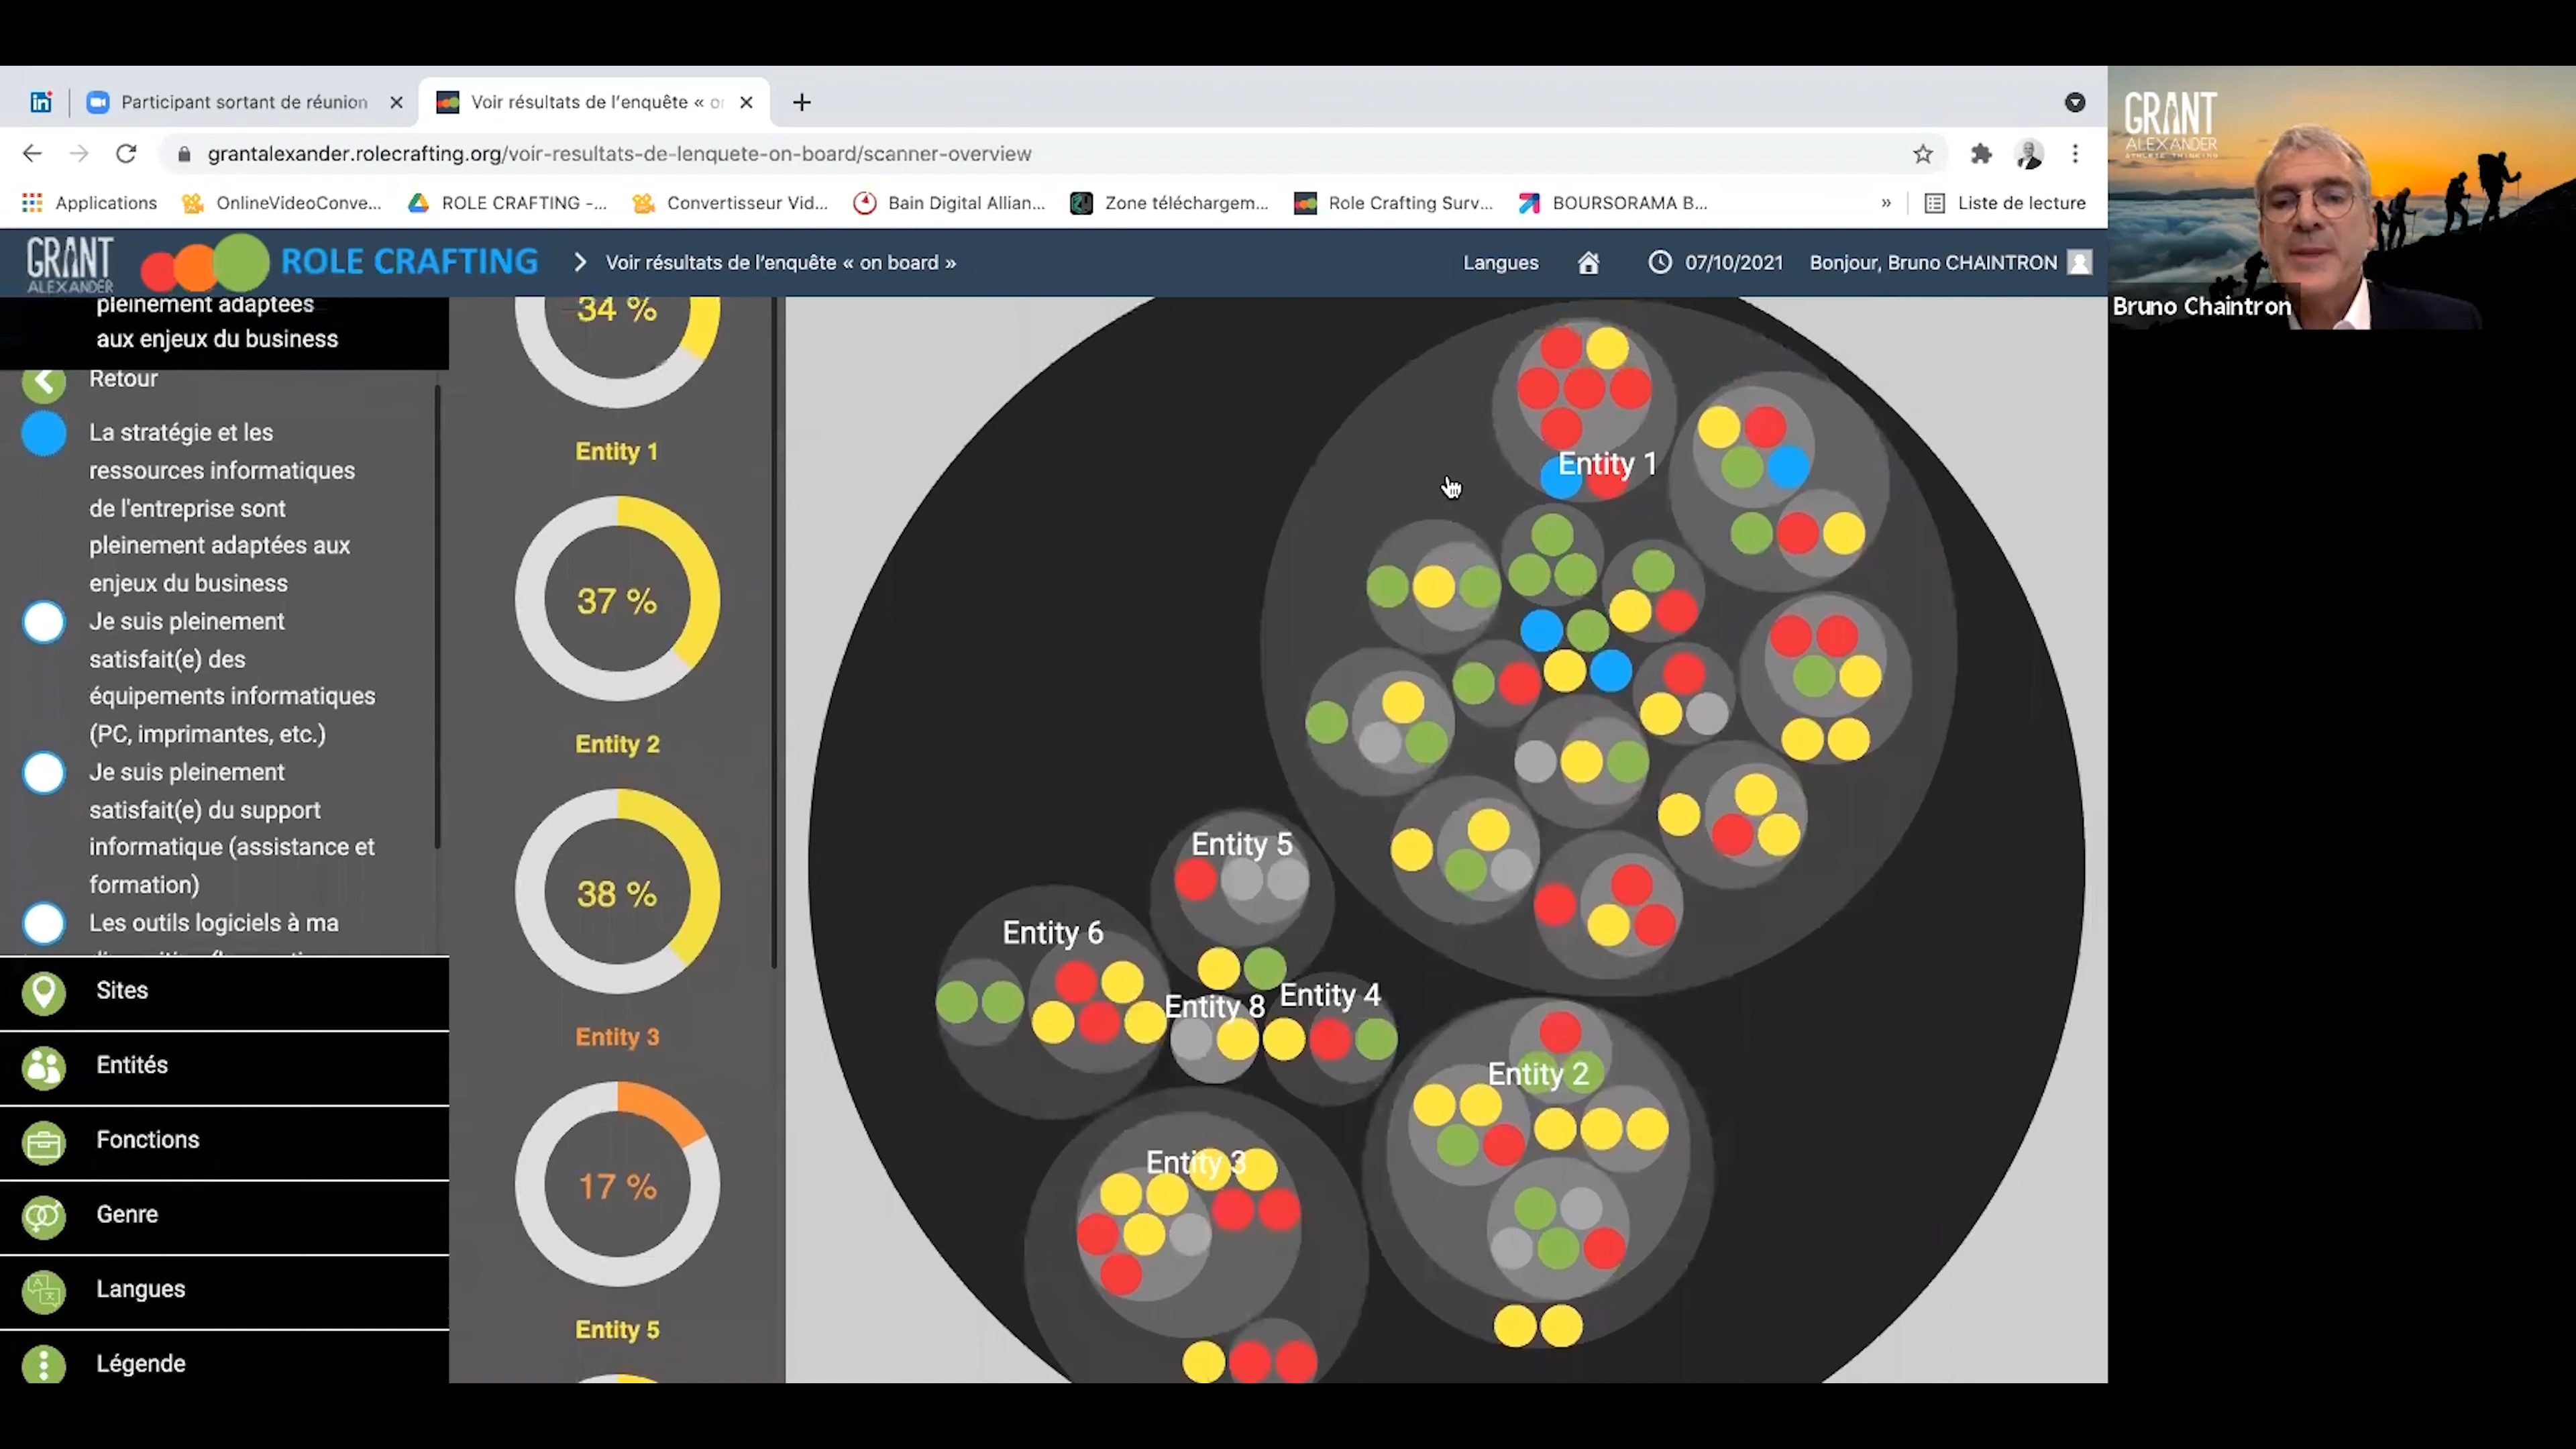 Participant sortant de réunion
Voir résultats de l'enquête « on
grantalexander.rolecrafting.org/voir-resultats-de-lenquete-on-board/scanner-overview
Applications
OnlineVideoConve...
ROLE CRAFTING -...
Convertisseur Vid...
Bain Digital Allian...
Zone téléchargem...
Role Crafting Surv...
BOURSORAMA B...
»
Liste de lecture
GRANT
ALEXANDER
ROLE CRAFTING
Voir résultats de l'enquête « on board »
Langues
07/10/2021
Bonjour, Bruno CHAINTRON
GRANT
ALEXANDER
ATHLETE THINKING
Bruno Chaintron
pleinement adaptées
aux enjeux du business
Retour
La stratégie et les
ressources informatiques
de l'entreprise sont
pleinement adaptées aux
enjeux du business
Je suis pleinement
satisfait(e) des
équipements informatiques
(PC, imprimantes, etc.)
Je suis pleinement
satisfait(e) du support
informatique (assistance et
formation)
Les outils logiciels à ma
Sites
Entités
Fonctions
Genre
Langues
Légende
34 %
Entity 1
37 %
Entity 2
38 %
Entity 3
17 %
Entity 5
Entity 1
Entity 5
Entity 6
Entity 8
Entity 4
Entity 2
Entity 3